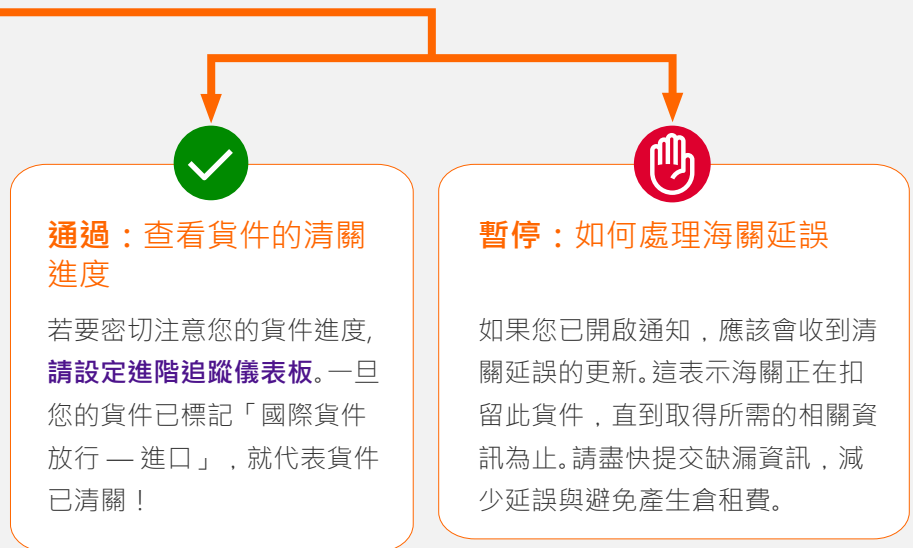 通過：查看貨件的清關
進度
若要密切注意您的貨件進度,
請設定進階追蹤儀表板。一旦
您的貨件已標記「國際貨件
放行 — 進口」，就代表貨件
已清關！
暫停：如何處理海關延誤
如果您已開啟通知，應該會收到清
關延誤的更新。這表示海關正在扣
留此貨件，直到取得所需的相關資
訊為止。請盡快提交缺漏資訊，減
少延誤與避免產生倉租費。